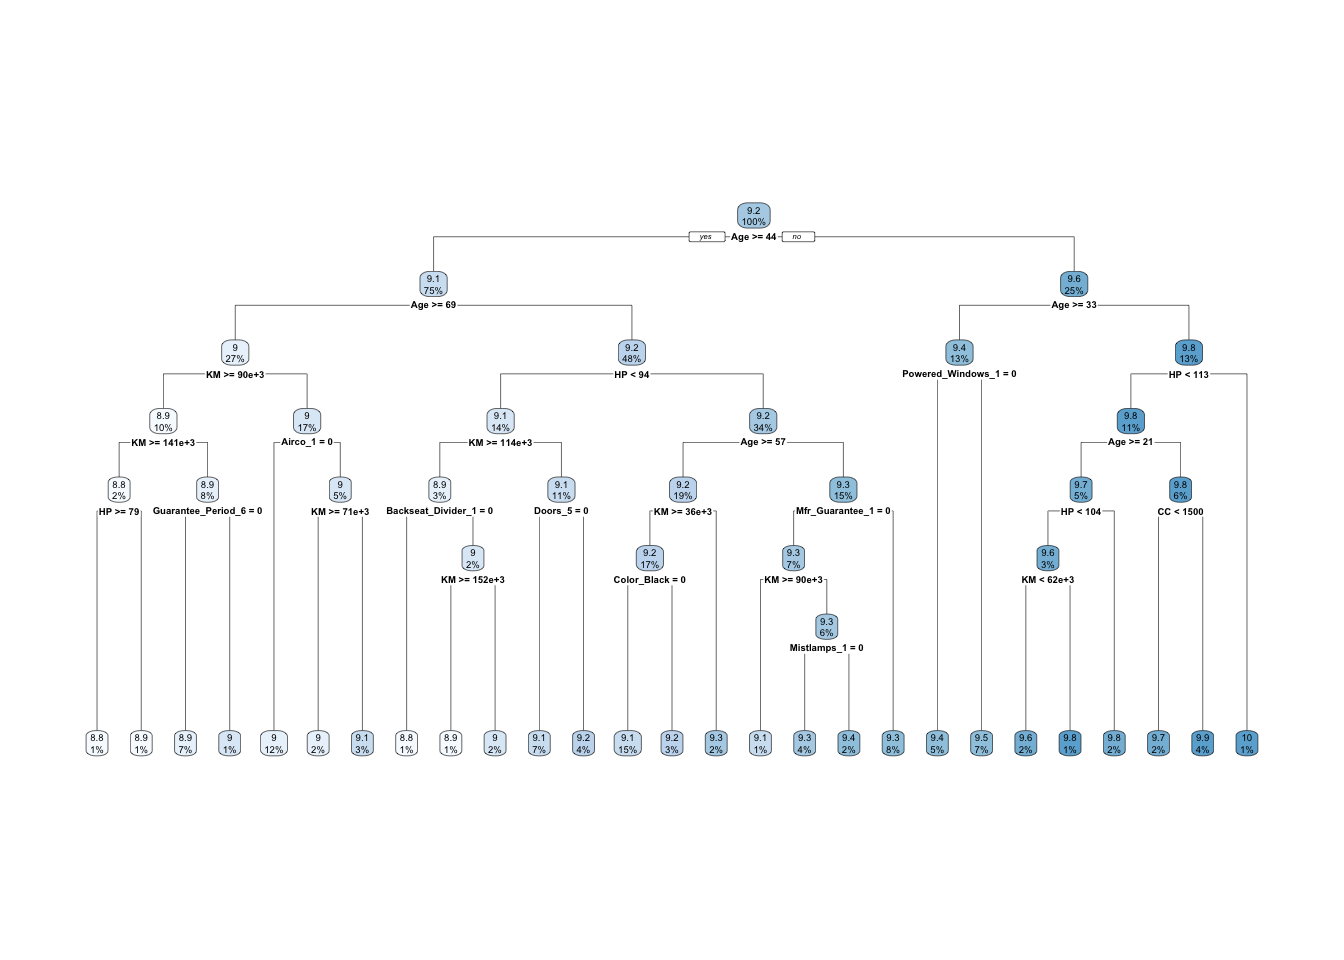 9.2
100%
yes Age >= 44 no
9.1 9.6
75% 25%
Age >= 69 Age >= 33
9 9.2 9.4 9.8
27% 48% 13% 13%
KM >= 90e+3 HP < 94 Powered_Windows_1 = 0 HP < 113
8.9 9 9.1 9.2 9.8
10% 17% 14% 34% 11%
KM >= 141e+3 Airco_1 = 0 KM >= 114e+3 Age >= 57 Age >= 21
8.8 8.9 9 8.9 9.1 9.2 9.3 9.7 9.8
2% 8% 5% 3% 11% 19% 15% 5% 6%
HP >= 79 Guarantee_Period_6 = 0 KM >= 71e+3 Backseat_Divider_1 = 0 Doors_5 = 0 KM >= 36e+3 Mfr_Guarantee_1 = 0 HP < 104 CC < 1500
9 9.2 9.3 9.6
2% 17% 7% 3%
KM >= 152e+3 Color_Black = 0 KM >= 90e+3 KM < 62e+3
9.3
6%
Mistlamps_1 = 0
8.8 8.9 8.9 9 9 9 9.1 8.8 8.9 9 9.1 9.2 9.1 9.2 9.3 9.1 9.3 9.4 9.3 9.4 9.5 9.6 9.8 9.8 9.7 9.9 10
1% 1% 7% 1% 12% 2% 3% 1% 1% 2% 7% 4% 15% 3% 2% 1% 4% 2% 8% 5% 7% 2% 1% 2% 2% 4% 1%